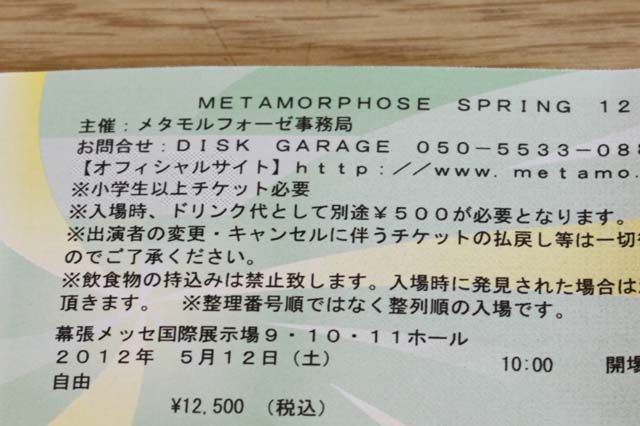 METAMORPHOSE SPRING 12
主催：メタモルフォーゼ事務局
お問合せ：DISK GARAGE 050-5533-08
【オフィシャルサイト】http：//www.metamo.
※小学生以上チケット必要
※入場時、ドリンク代として別途￥500が必要となります。
※出演者の変更・キャンセルに伴うチケットの払戻し等は一切
のでご了承ください。
※飲食物の持込みは禁止致します。入場時に発見された場合は
頂きます。 ※整理番号順ではなく整列順の入場です。
幕張メッセ国際展示場9・10・11ホール
2012年 5月12日（土） 10:00 開場
自由
¥12,500 （税込）